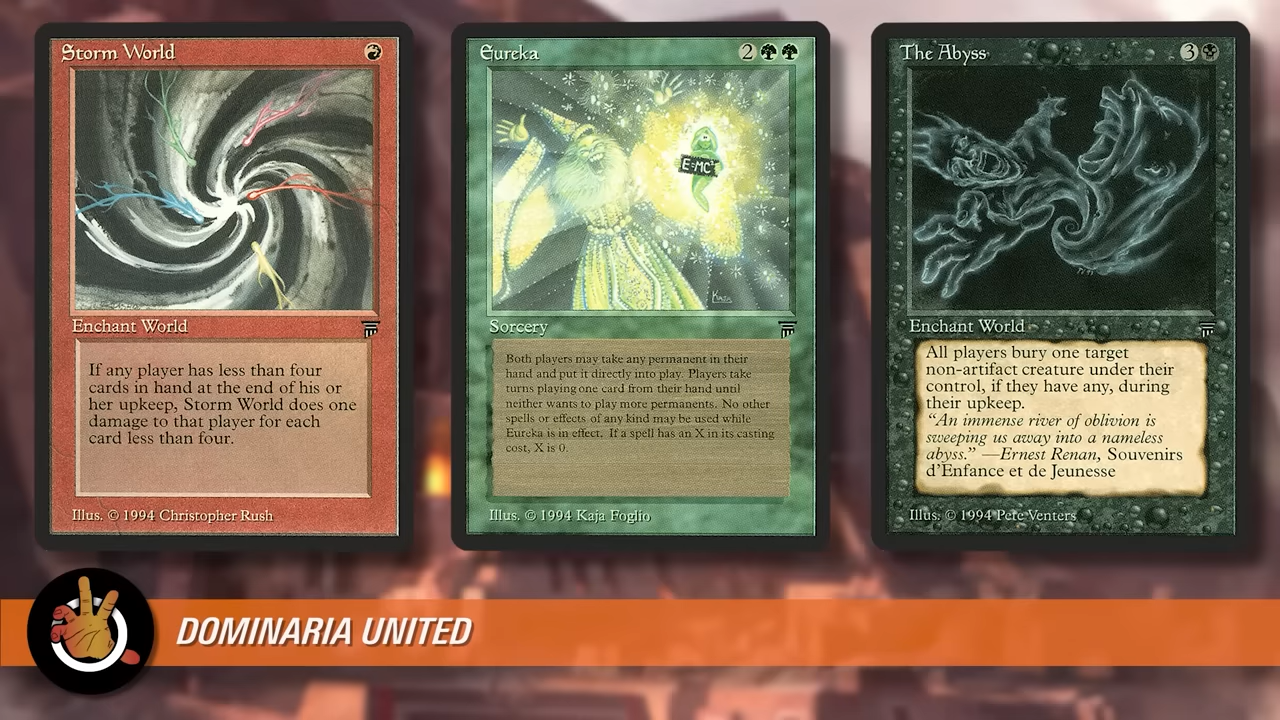 Storm World
Enchant World
If any player has less than four
cards in hand at the end of his or
her upkeep, Storm World does one
damage to that player for each
card less than four.
Illus. © 1994 Christopher Rush
Eureka 2
E=MC²
Kaja
Sorcery
Both players may take any permanent in their
hand and put it directly into play. Players take
turns playing one card from their hand until
neither wants to play more permanents. No other
spells or effects of any kind may be used while
Eureka is in effect. If a spell has an X in its casting
cost, X is 0.
Illus. © 1994 Kaja Foglio
The Abyss 3
Enchant World
All players bury one target
non-artifact creature under their
control, if they have any, during
their upkeep.
"An immense river of oblivion is
sweeping us away into a nameless
abyss." —Ernest Renan, Souvenirs
d'Enfance et de Jeunesse
Illus. © 1994 Pete Venters
DOMINARIA UNITED